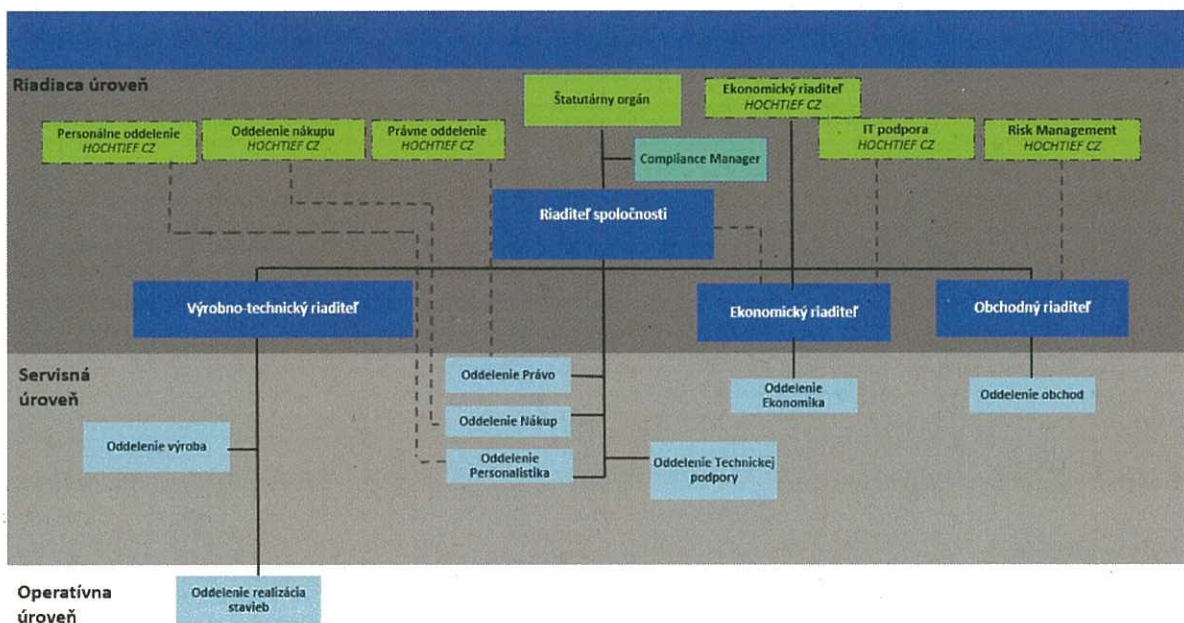 Riadiaca úroveň
Štatutárny orgán
Ekonomický riaditeľ
HOCHTIEF CZ
Personálne oddelenie
HOCHTIEF CZ
Oddelenie nákupu
HOCHTIEF CZ
Právne oddelenie
HOCHTIEF CZ
IT podpora
HOCHTIEF CZ
Risk Management
HOCHTIEF CZ
Compliance Manager
Riaditeľ spoločnosti
Výrobno-technický riaditeľ
Ekonomický riaditeľ
Obchodný riaditeľ
Servisná
úroveň
Oddelenie Právo
Oddelenie
Ekonomika
Oddelenie obchod
Oddelenie Nákup
Oddelenie výroba
Oddelenie
Personalistika
Oddelenie Technickej
podpory
Operatívna
úroveň
Oddelenie realizácia
stavieb